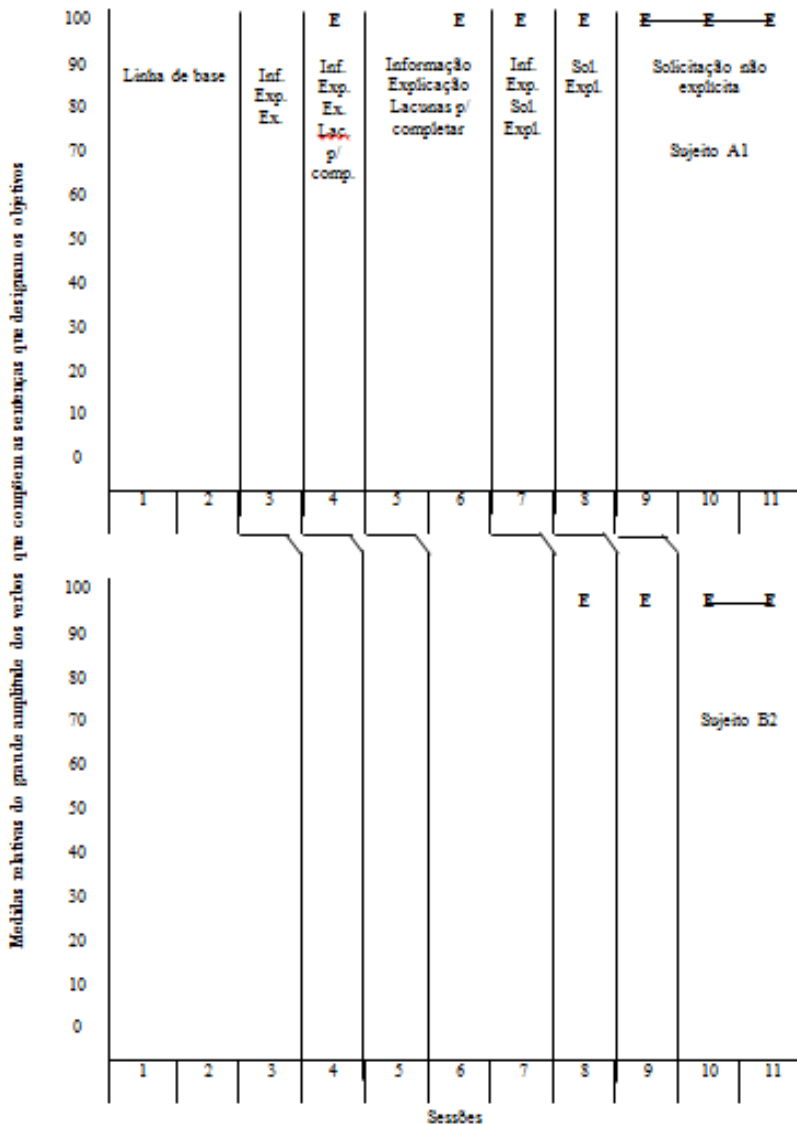 Medidas relativas do grande amplitude dos verbos que compõem as sentenças que designam os objetivos
100
90
80
70
60
50
40
30
20
10
0
E E E E E E E
Linha de base
Inf.
Exp.
Ex.
Inf.
Exp.
Ex.
Lac.
p/
comp.
Informação
Explicação
Lacunas p/
completar
Inf.
Exp.
Sol.
Expl.
Sol.
Expl.
Solicitação não
explícita
Sujeito A1
1 2 3 4 5 6 7 8 9 10 11
100
90
80
70
60
50
40
30
20
10
0
E E E E
Sujeito B2
1 2 3 4 5 6 7 8 9 10 11
Sessões